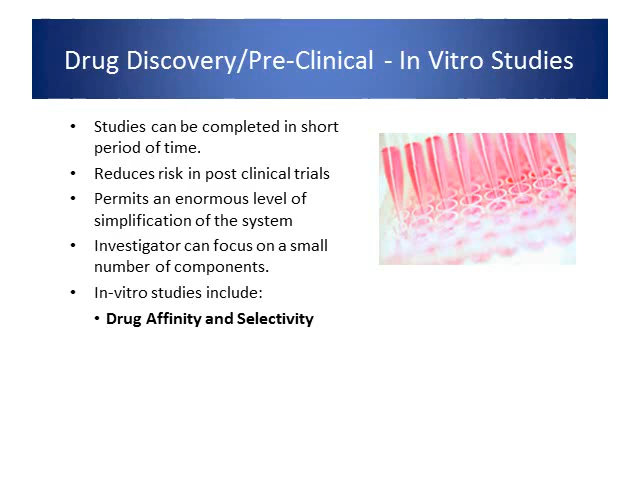 Drug Discovery/Pre-Clinical - In Vitro Studies
• Studies can be completed in short
period of time.
• Reduces risk in post clinical trials
• Permits an enormous level of
simplification of the system
• Investigator can focus on a small
number of components.
• In-vitro studies include:
• Drug Affinity and Selectivity